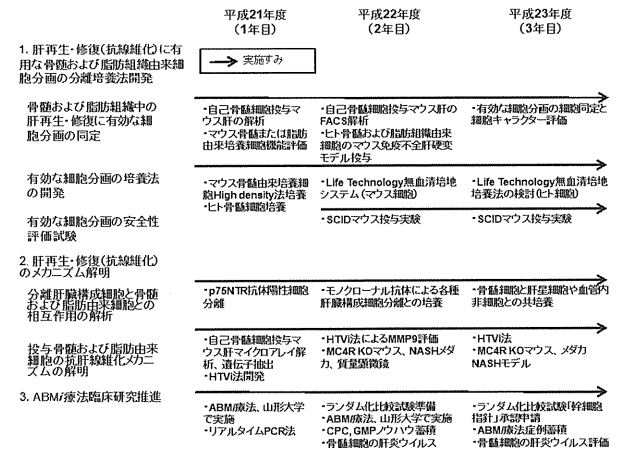 平成21年度
(1年目)
平成22年度
(2年目)
平成23年度
(3年目)
1. 肝再生・修復(抗線維化)に有
用な骨髄および脂肪組織由来細
胞分画の分離培養法開発
実施すみ
骨髄および脂肪組織中の
肝再生・修復に有効な細
胞分画の同定
・自己骨髄細胞投与マ
ウス肝の解析
・マウス骨髄または脂肪
由来培養細胞機能評価
・自己骨髄細胞投与マウス肝の
FACS解析
・ヒト骨髄および脂肪組織由来
細胞のマウス免疫不全肝硬変
モデル投与
・有効な細胞分画の細胞同定と
細胞キャラクター評価
有効な細胞分画の培養法
の開発
・マウス骨髄由来培養細
胞High density法培養
・ヒト骨髄細胞培養
・Life Technology無血清培地
システム(マウス細胞)
・Life Technology無血清培地
培養法の検討(ヒト細胞)
有効な細胞分画の安全性
評価試験
・SCIDマウス投与実験
・SCIDマウス投与実験
2. 肝再生・修復(抗線維化)
のメカニズム解明
分離肝臓構成細胞と骨髄
および脂肪由来細胞との
相互作用の解析
・p75NTR抗体陽性細胞
分離
・モノクローナル抗体による各種
肝臓構成細胞分離との培養
・骨髄細胞と肝星細胞や血管内
非細胞との共培養
投与骨髄および脂肪由来
細胞の抗肝線維化メカニ
ズムの解明
・自己骨髄細胞投与マ
ウス肝マイクロアレイ解
析、遺伝子抽出
・HTVi法開発
・HTVi法によるMMP9評価
・MC4R KOマウス、NASHメダ
カ、質量顕微鏡
・HTVi法
・MC4R KOマウス、メダカ
NASHモデル
3. ABMi療法臨床研究推進
・ABMi療法、山形大学
で実施
・リアルタイムPCR法
・ランダム化比較試験準備
・ABMi療法、山形大学で実施
・CPC, GMPノウハウ蓄積
・骨髄細胞の肝炎ウイルス
・ランダム化比較試験「幹細胞
指針」承認申請
・ABMi療法症例蓄積
・骨髄細胞の肝炎ウイルス評価